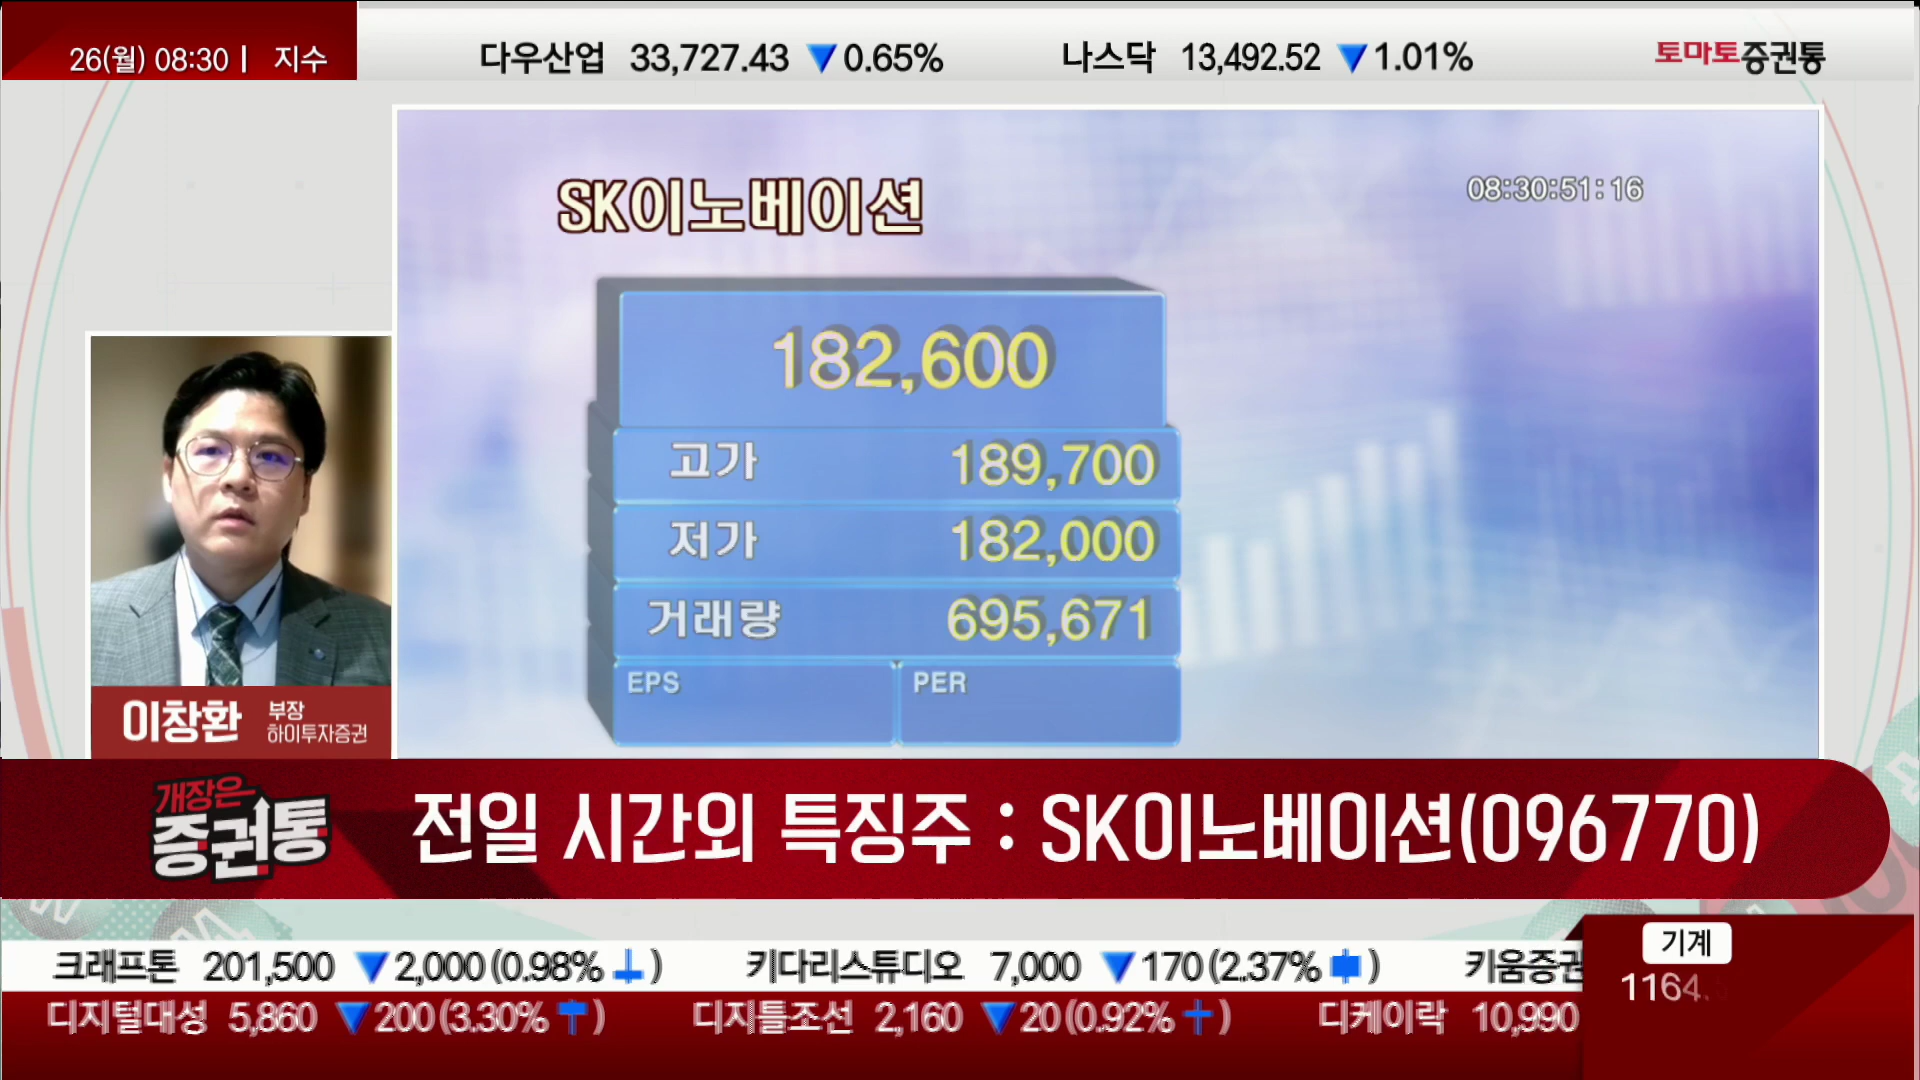 26(월) 08:30 | 지수
다우산업 33,727.43 ▼0.65%
나스닥 13,492.52 ▼1.01%
토마토증권통
SK이노베이션
08:30:51:16
182,600
고가 189,700
저가 182,000
거래량 695,671
EPS PER
이창환 부장
하이투자증권
개장은
증권통
전일 시간외 특징주 : SK이노베이션(096770)
크래프톤 201,500 ▼2,000(0.98%) 키다리스튜디오 7,000 ▼170(2.37%) 카움증권
디지털대성 5,860 ▼200(3.30%) 디지틀조선 2,160 ▼20(0.92%) 디케이락 10,990
기계
1164.